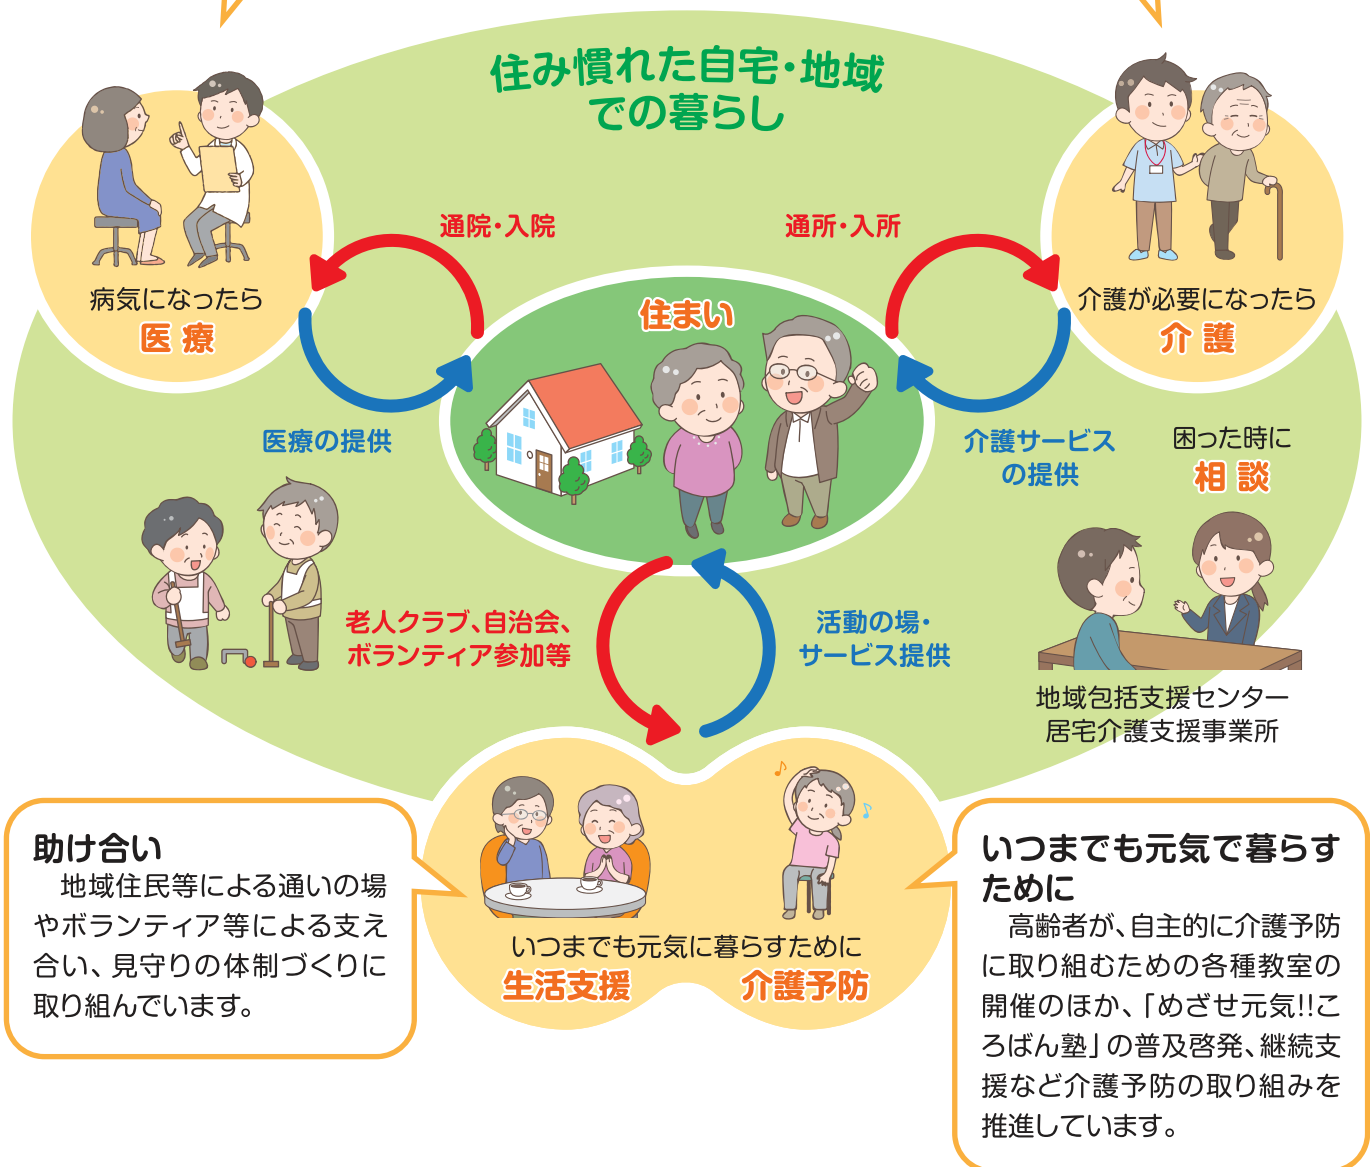 住み慣れた自宅・地域
での暮らし
通院・入院
通所・入所
病気になったら
医療
住まい
介護が必要になったら
介護
医療の提供
介護サービス
の提供
困った時に
相談
老人クラブ、自治会、
ボランティア参加等
活動の場・
サービス提供
地域包括支援センター
居宅介護支援事業所
いつまでも元気に暮らすために
生活支援
介護予防
助け合い
地域住民等による通いの場
やボランティア等による支え
合い、見守りの体制づくりに
取り組んでいます。
いつまでも元気で暮らす
ために
高齢者が、自主的に介護予防
に取り組むための各種教室の
開催のほか、「めざせ元気!!こ
ろばん塾」の普及啓発、継続支
援など介護予防の取り組みを
推進しています。